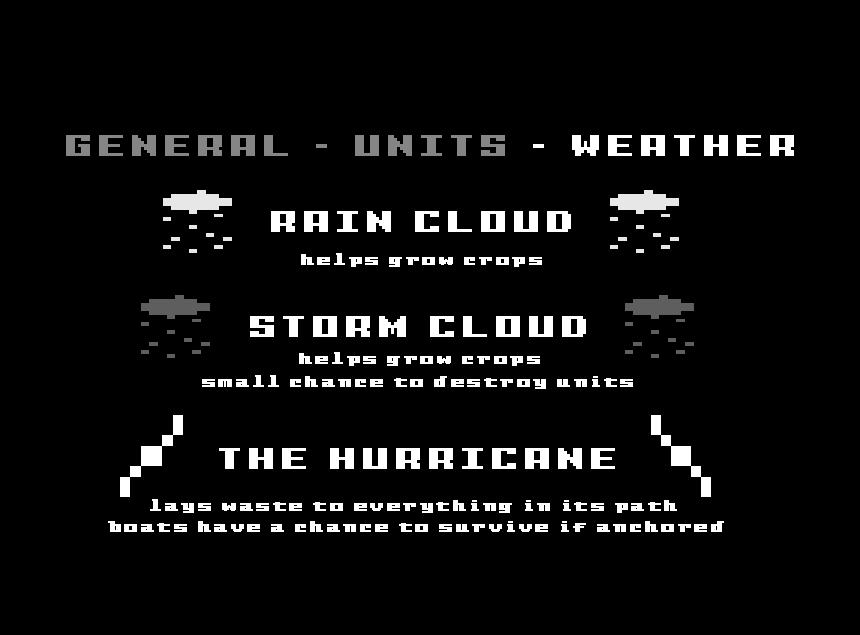 GENERAL - UNITS - WEATHER
RAIN CLOUD
helps grow crops
STORM CLOUD
helps grow crops
small chance to destroy units
THE HURRICANE
lays waste to everything in its path
boats have a chance to survive if anchored